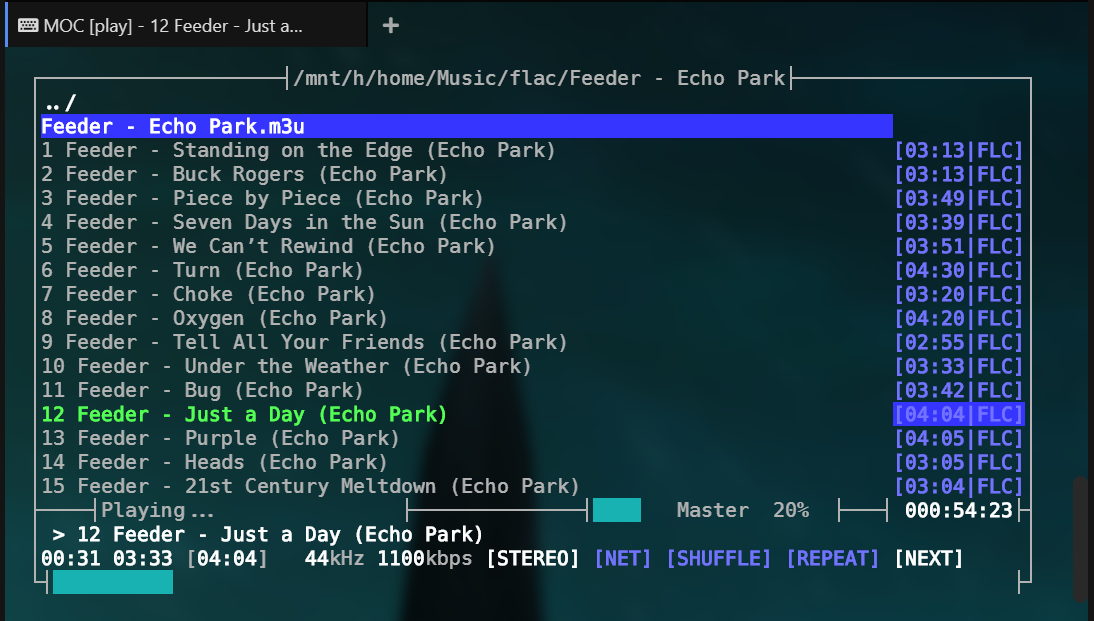 MOC [play] - 12 Feeder - Just a...
/mnt/h/home/Music/flac/Feeder - Echo Park
../
Feeder - Echo Park.m3u
1 Feeder - Standing on the Edge (Echo Park) [03:13|FLC]
2 Feeder - Buck Rogers (Echo Park) [03:13|FLC]
3 Feeder - Piece by Piece (Echo Park) [03:49|FLC]
4 Feeder - Seven Days in the Sun (Echo Park) [03:39|FLC]
5 Feeder - We Can’t Rewind (Echo Park) [03:51|FLC]
6 Feeder - Turn (Echo Park) [04:30|FLC]
7 Feeder - Choke (Echo Park) [03:20|FLC]
8 Feeder - Oxygen (Echo Park) [04:20|FLC]
9 Feeder - Tell All Your Friends (Echo Park) [02:55|FLC]
10 Feeder - Under the Weather (Echo Park) [03:33|FLC]
11 Feeder - Bug (Echo Park) [03:42|FLC]
12 Feeder - Just a Day (Echo Park) [04:04|FLC]
13 Feeder - Purple (Echo Park) [04:05|FLC]
14 Feeder - Heads (Echo Park) [03:05|FLC]
15 Feeder - 21st Century Meltdown (Echo Park) [03:04|FLC]
Playing... Master 20% 000:54:23
> 12 Feeder - Just a Day (Echo Park)
00:31 03:33 [04:04] 44kHz 1100kbps [STEREO] [NET] [SHUFFLE] [REPEAT] [NEXT]